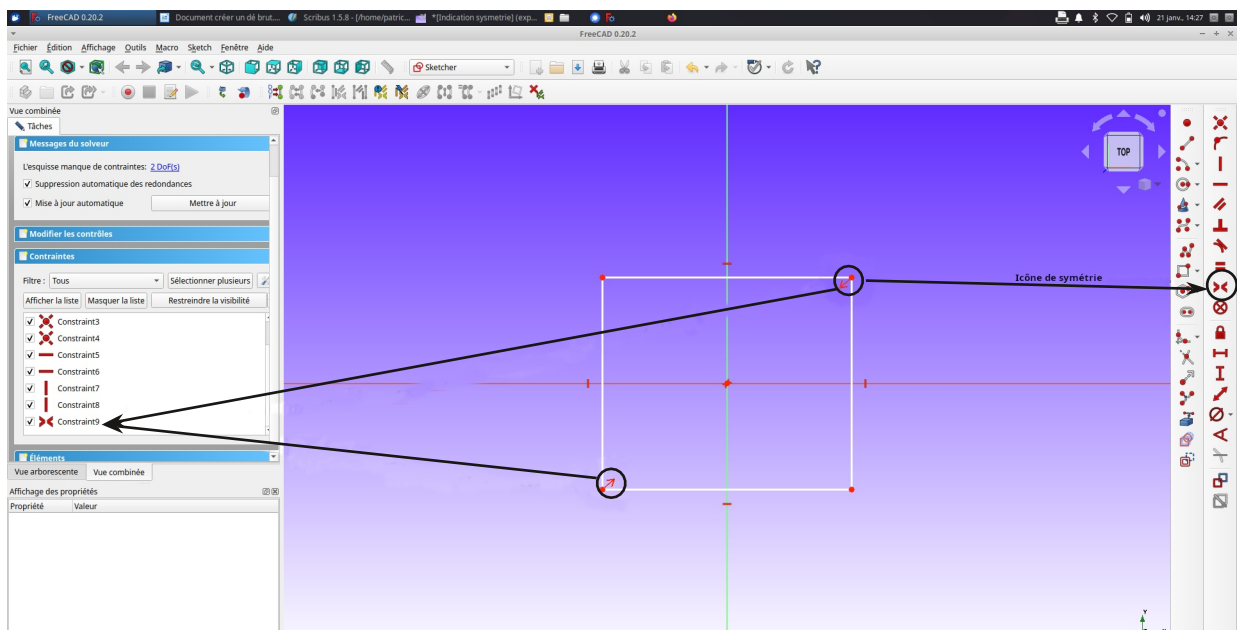 FreeCAD 0.20.2
Document créer un dé brut....
Scribus 1.5.8 - [/home/patric...
*[Indication sysmetrie] (exp...
Fo
21 janv., 14:27
FreeCAD 0.20.2
Fichier Édition Affichage Outils Macro Sketch Fenêtre Aide
Sketcher
Vue combinée
Tâches
Messages du solveur
L'esquisse manque de contraintes: 2 DoF(s)
Suppression automatique des redondances
Mise à jour automatique
Mettre à jour
Modifier les contrôles
Contraintes
Filtre : Tous
Sélectionner plusieurs
Afficher la liste
Masquer la liste
Restreindre la visibilité
Constraint3
Constraint4
Constraint5
Constraint6
Constraint7
Constraint8
Constraint9
Éléments
Vue arborescente
Vue combinée
Affichage des propriétés
Propriété Valeur
TOP
Icône de symétrie
Y